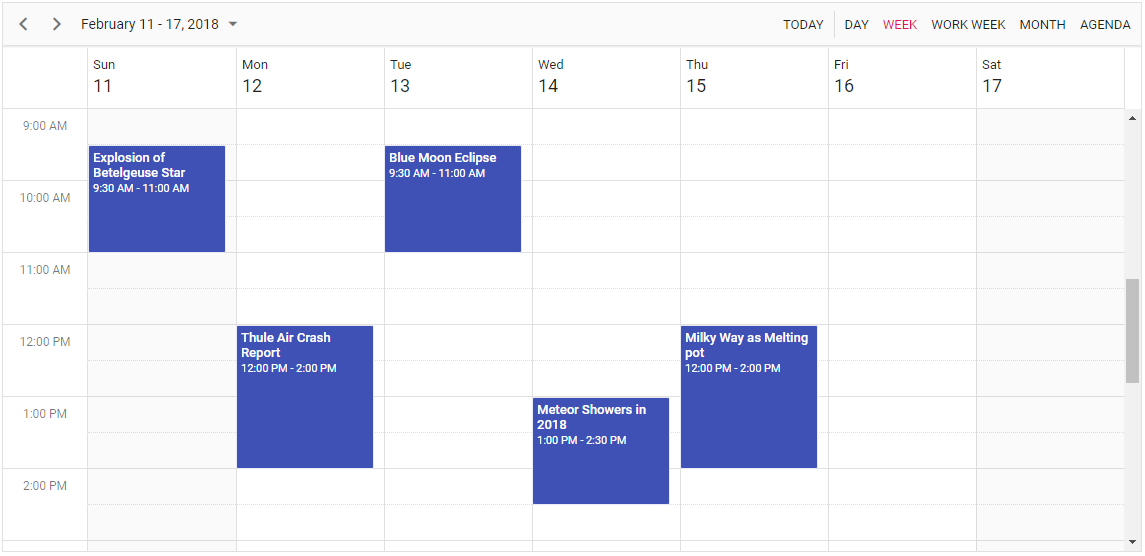 February 11 - 17, 2018
TODAY DAY WEEK WORK WEEK MONTH AGENDA
Sun Mon Tue Wed Thu Fri Sat
11 12 13 14 15 16 17
9:00 AM
Explosion of
Betelgeuse Star
9:30 AM - 11:00 AM
Blue Moon Eclipse
9:30 AM - 11:00 AM
10:00 AM
11:00 AM
12:00 PM
Thule Air Crash
Report
12:00 PM - 2:00 PM
Milky Way as Melting
pot
12:00 PM - 2:00 PM
1:00 PM
Meteor Showers in
2018
1:00 PM - 2:30 PM
2:00 PM